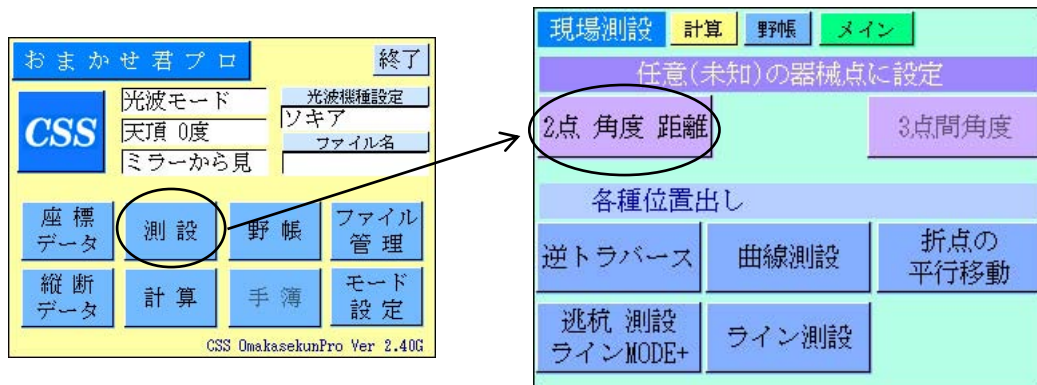 おまかせ君プロ
終了
CSS
光波モード
天頂 0度
ミラーから見
光波機種設定
ソキア
ファイル名
座標
データ
測設
野帳
ファイル
管理
縦断
データ
計算
手簿
モード
設定
CSS OmakasekunPro Ver 2.40G
現場測設
計算
野帳
メイン
任意(未知)の器械点に設定
2点 角度 距離
3点間角度
各種位置出し
逆トラバース
曲線測設
折点の
平行移動
逃杭 測設
ラインMODE+
ライン測設